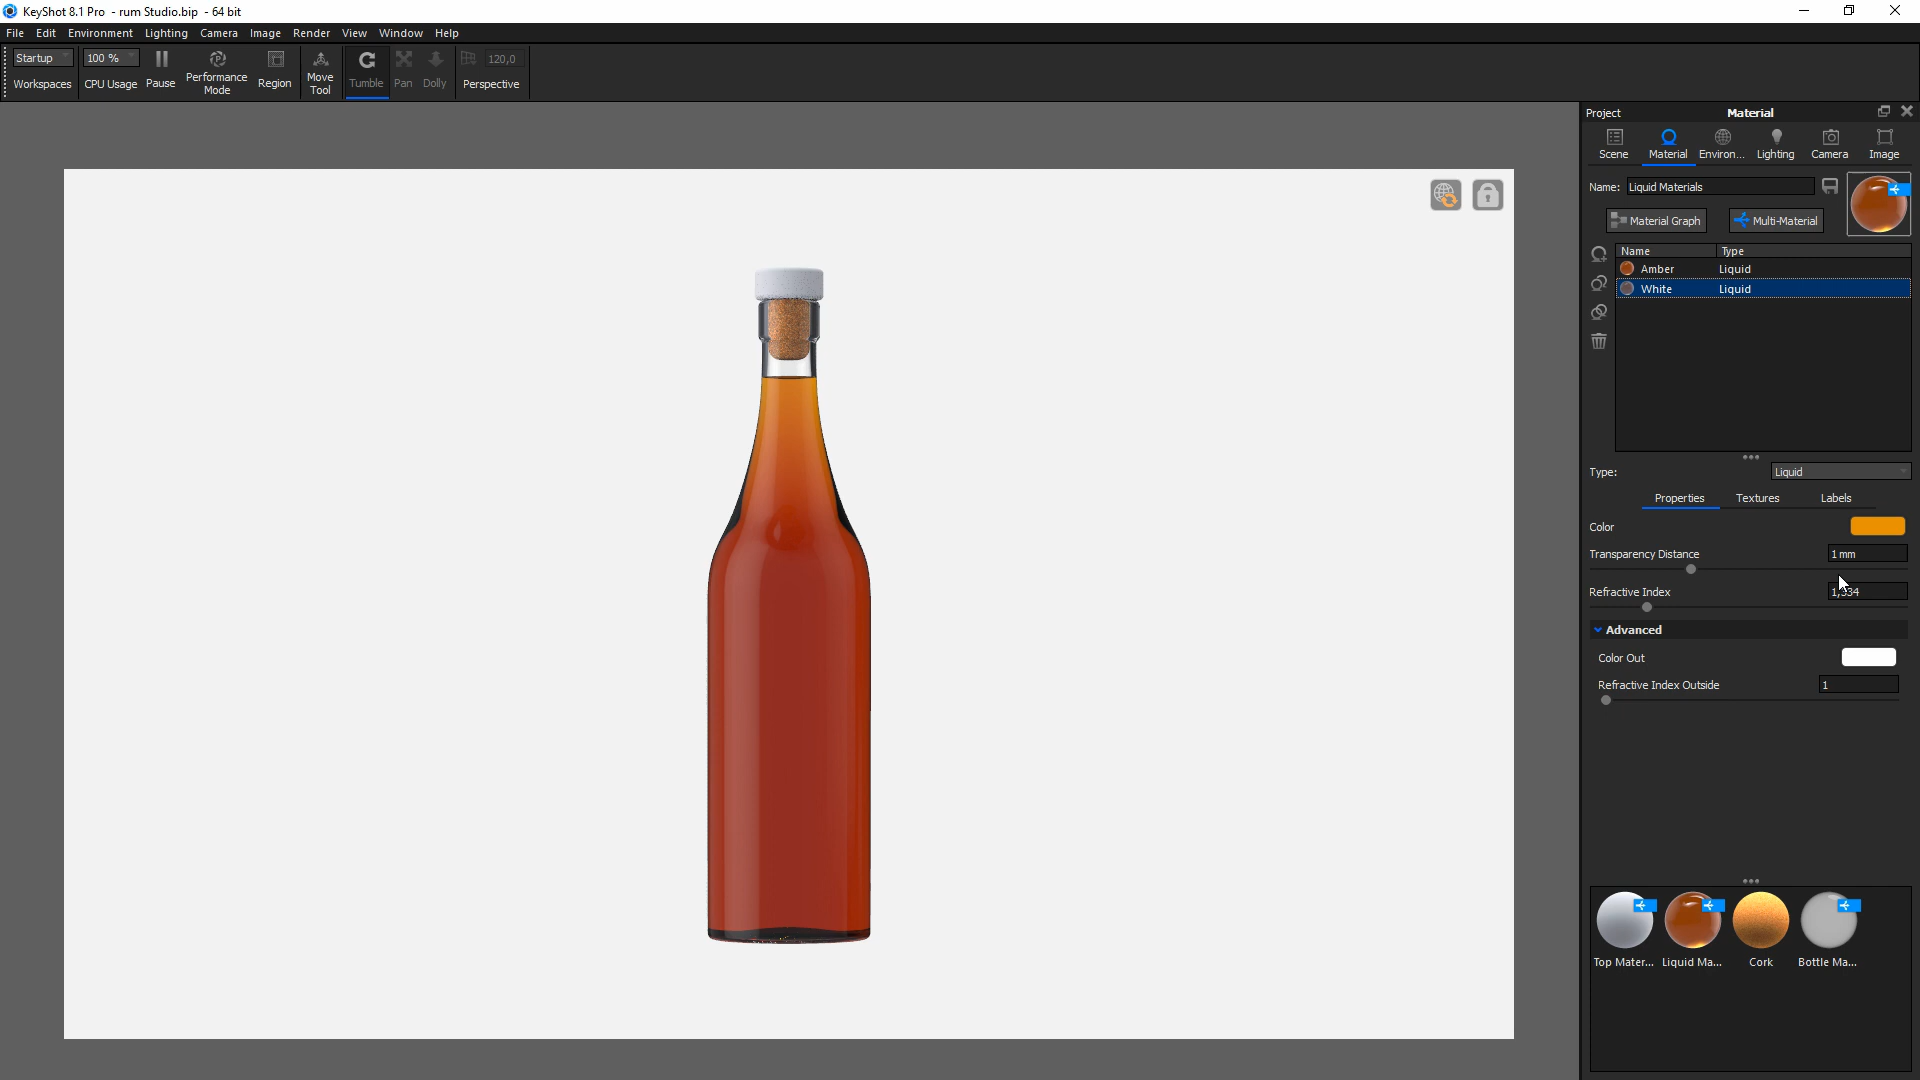 KeyShot 8.1 Pro - rum Studio.bip - 64 bit
File Edit Environment Lighting Camera Image Render View Window Help
Startup 100 % 120,0
Workspaces CPU Usage Pause Performance Mode Region Move Tool Tumble Pan Dolly Perspective
Project Material
Scene Material Environ... Lighting Camera Image
Name: Liquid Materials
Material Graph Multi-Material
Name Type
Amber Liquid
White Liquid
Type: Liquid
Properties Textures Labels
Color
Transparency Distance 1 mm
Refractive Index 1,334
Advanced
Color Out
Refractive Index Outside 1
Top Mater... Liquid Ma... Cork Bottle Ma...